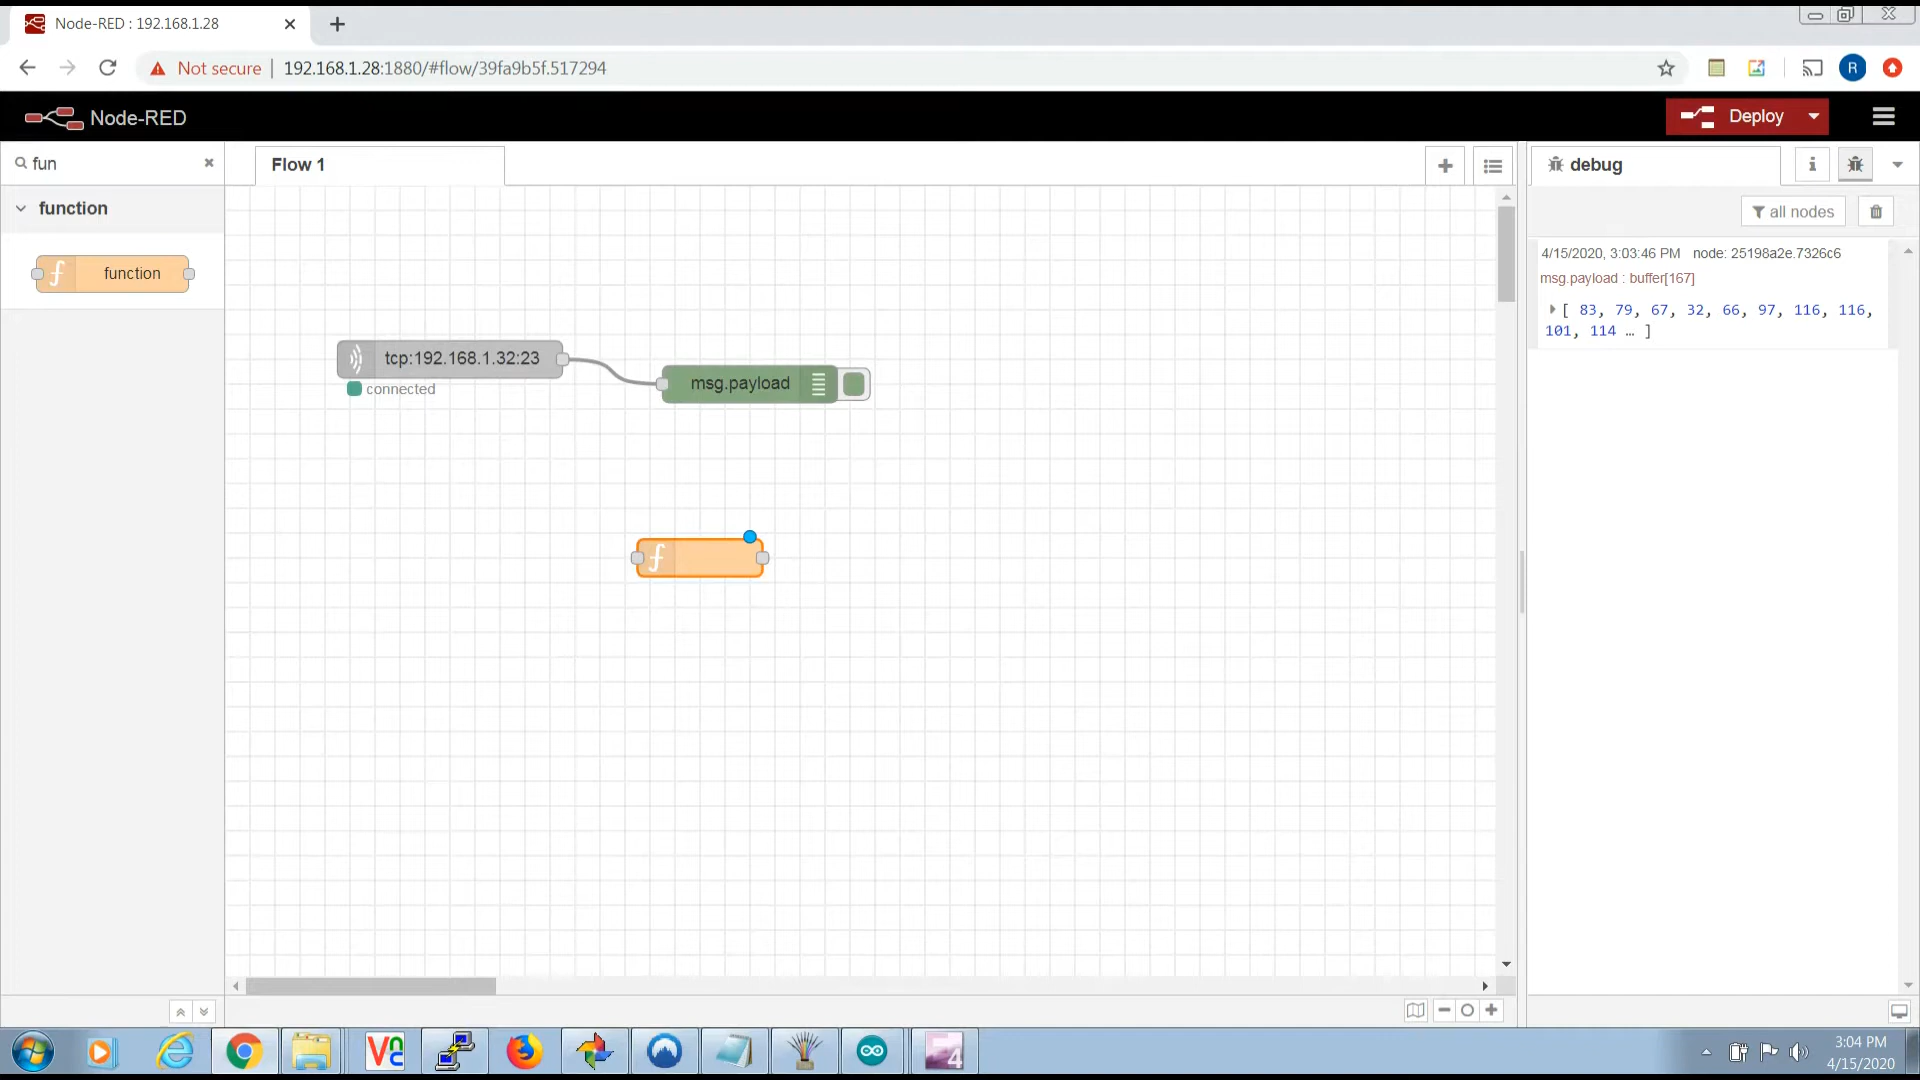 Node-RED : 192.168.1.28
Not secure | 192.168.1.28:1880/#flow/39fa9b5f.517294
R
Node-RED
Deploy
fun
Flow 1
debug
i
function
all nodes
function
4/15/2020, 3:03:46 PM node: 25198a2e.7326c6
msg.payload : buffer[167]
[ 83, 79, 67, 32, 66, 97, 116, 116,
101, 114 … ]
tcp:192.168.1.32:23
connected
msg.payload
f
3:04 PM
4/15/2020